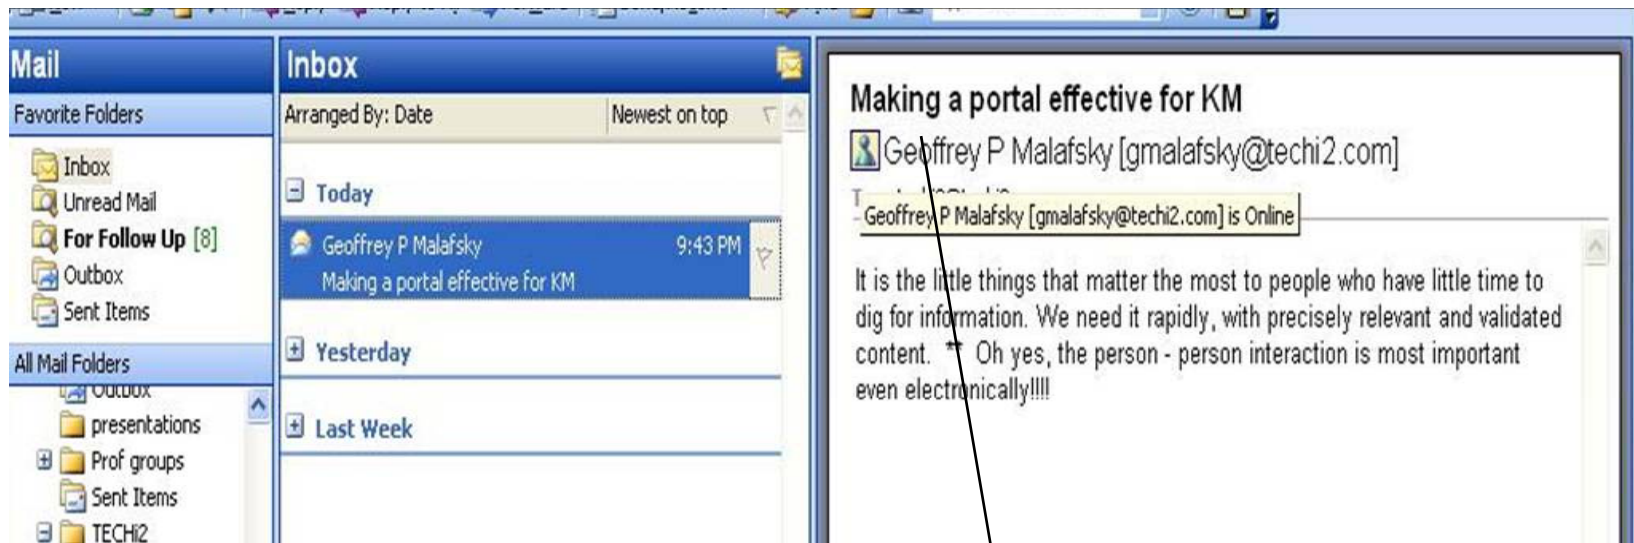 Mail
Favorite Folders
Inbox
Unread Mail
For Follow Up [8]
Outbox
Sent Items
All Mail Folders
Outbox
presentations
Prof groups
Sent Items
TECHi2
Inbox
Arranged By: Date
Newest on top
Today
Geoffrey P Malafsky
9:43 PM
Making a portal effective for KM
Yesterday
Last Week
Making a portal effective for KM
Geoffrey P Malafsky [gmalafsky@techi2.com]
Geoffrey P Malafsky [gmalafsky@techi2.com] is Online
It is the little things that matter the most to people who have little time to
dig for information. We need it rapidly, with precisely relevant and validated
content. ** Oh yes, the person - person interaction is most important
even electronically!!!!